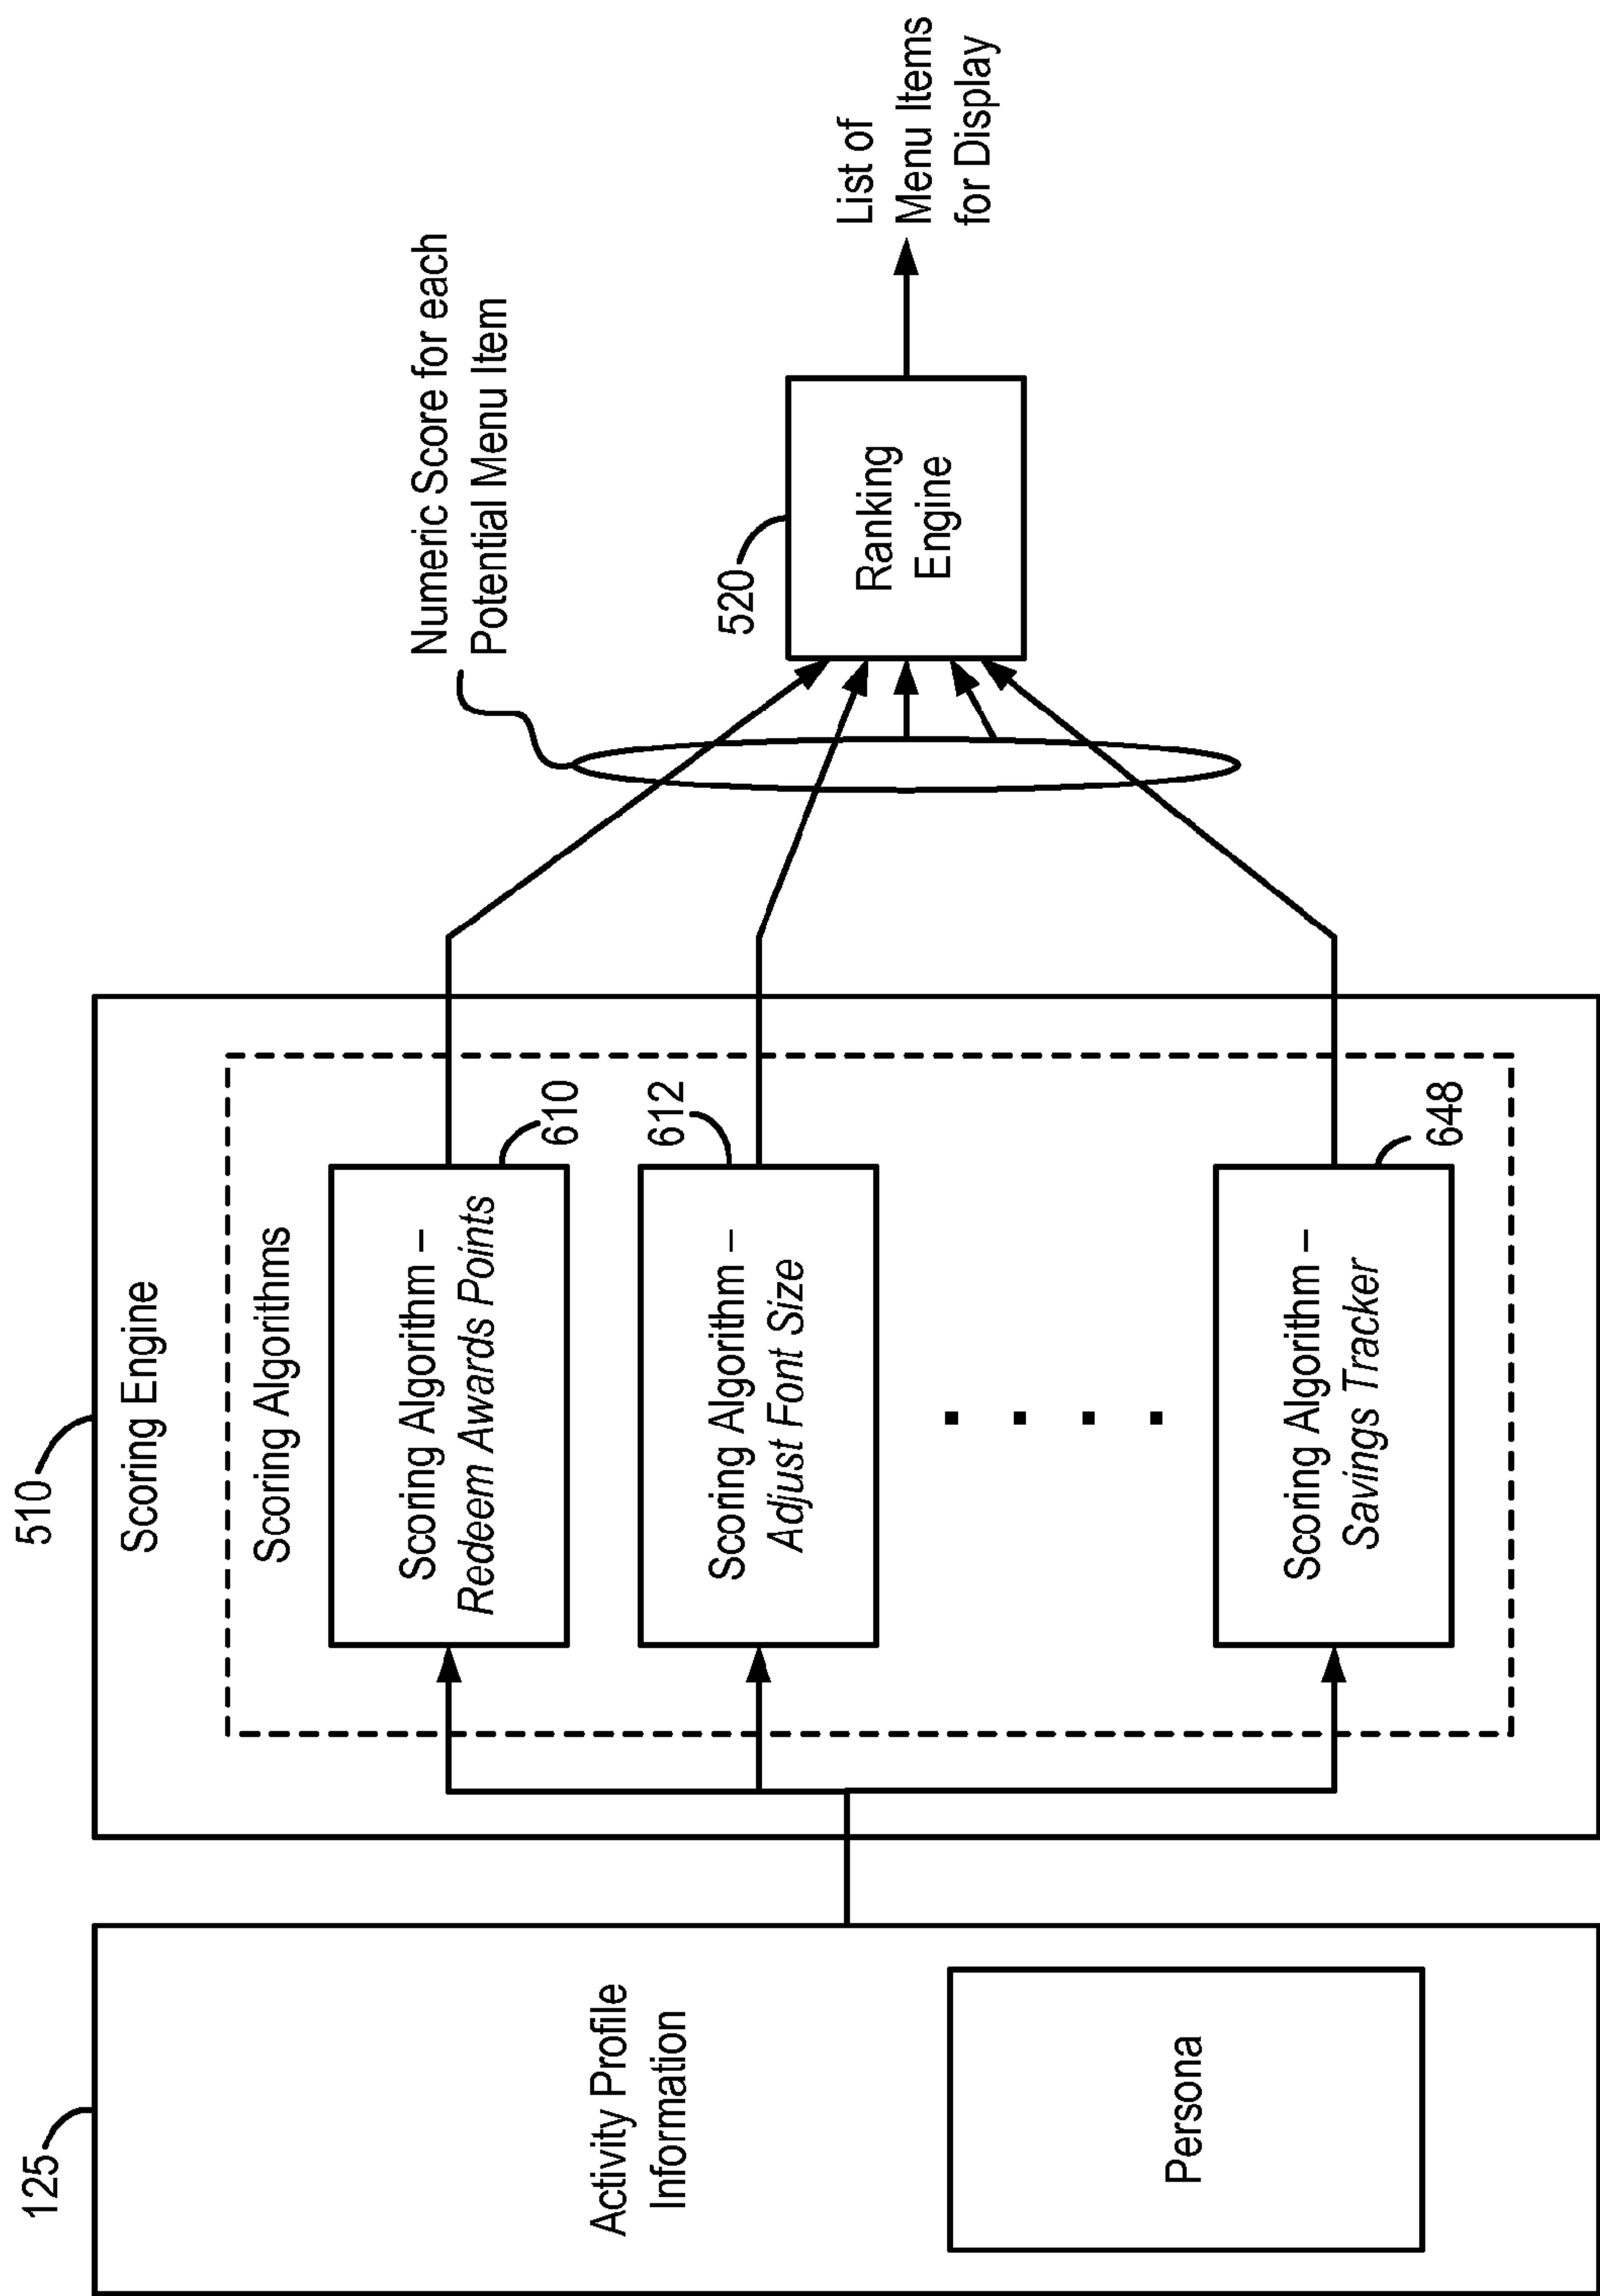 125
Activity Profile
Information
Persona
510
Scoring Engine
Scoring Algorithms
Scoring Algorithm –
Redeem Awards Points
610
Scoring Algorithm –
Adjust Font Size
612
Scoring Algorithm –
Savings Tracker
648
Numeric Score for each
Potential Menu Item
520
Ranking
Engine
List of
Menu Items
for Display